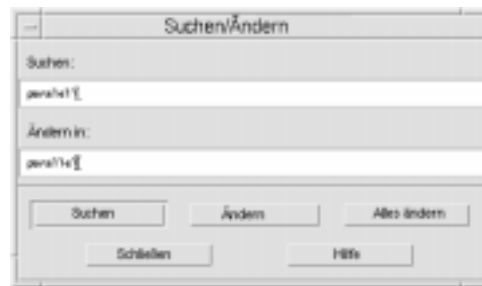 Suchen/Ändern
Suchen:
Ändern in:
Suchen Ändern Alles ändern
Schließen Hilfe